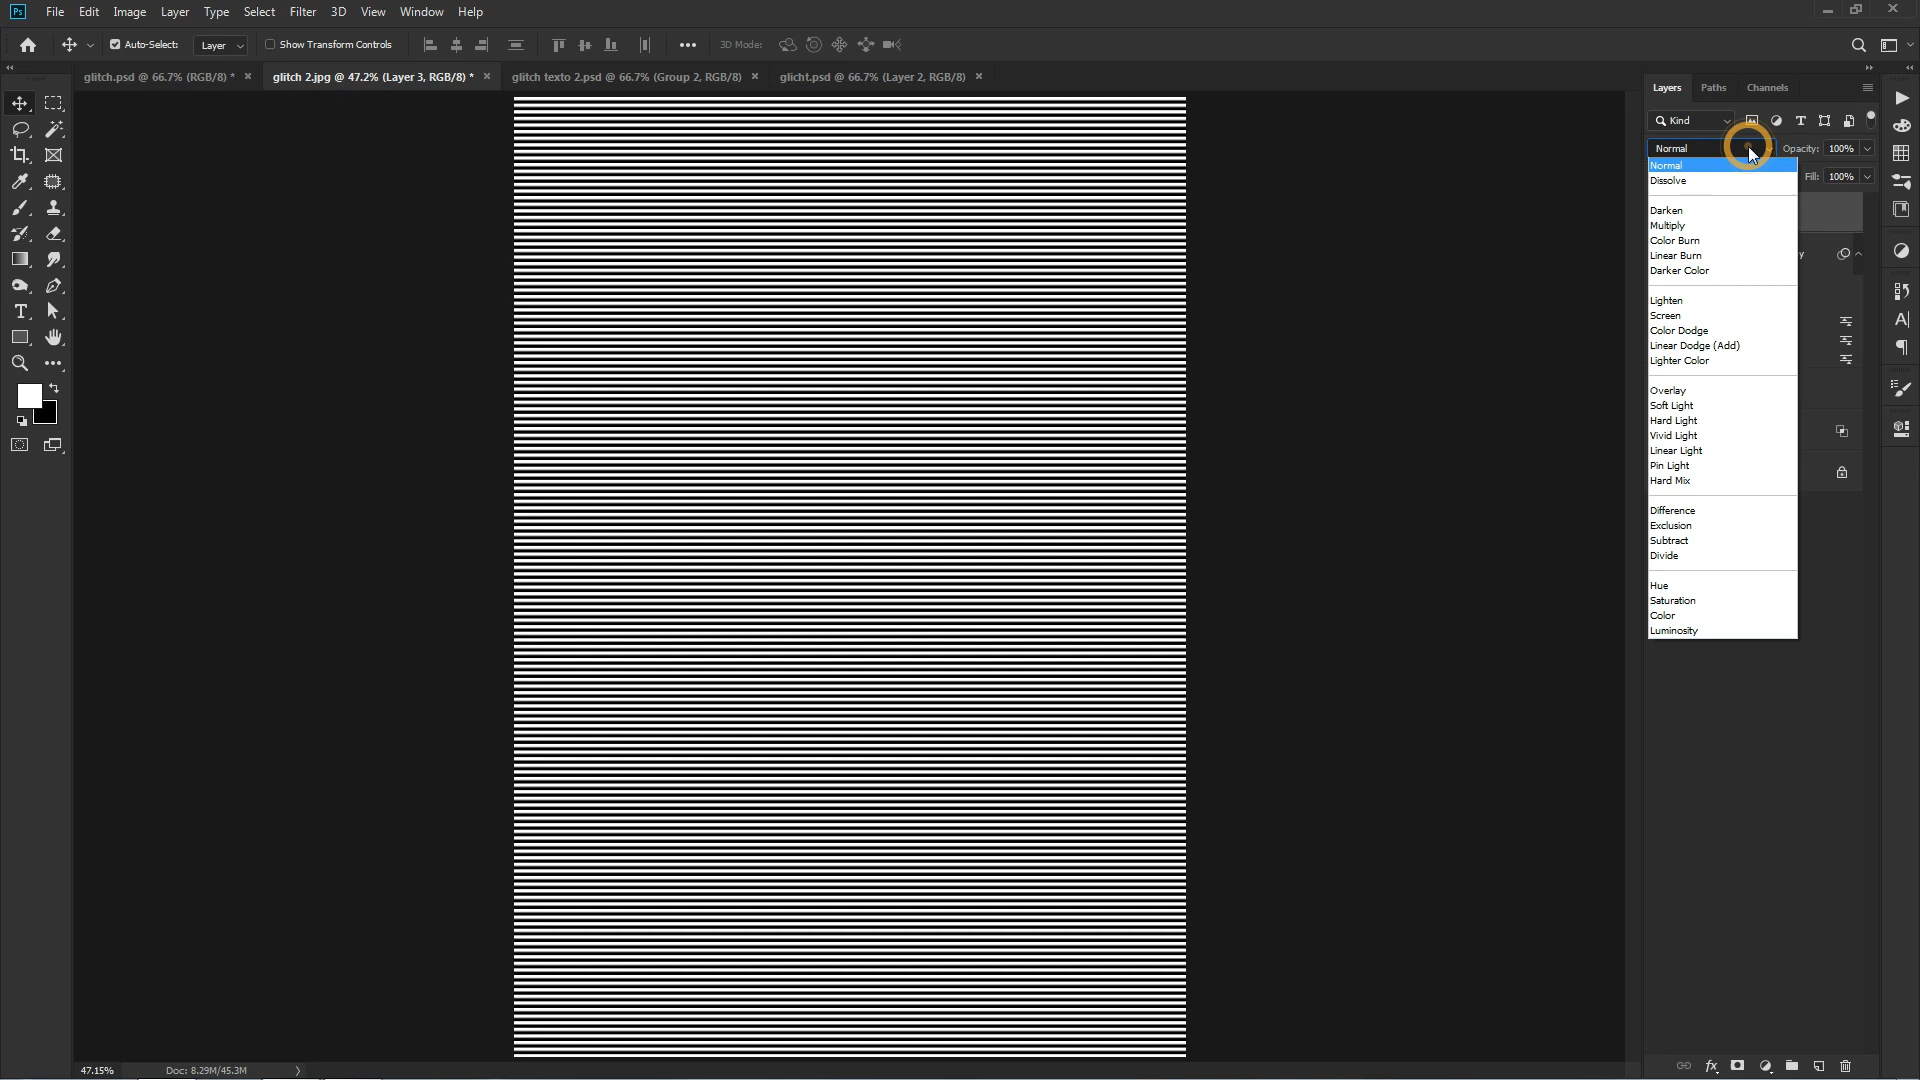 Ps File Edit Image Layer Type Select Filter 3D View Window Help
Auto-Select: Layer Show Transform Controls 3D Mode:
glitch.psd @ 66.7% (RGB/8) * × glitch 2.jpg @ 47.2% (Layer 3, RGB/8) * × glitch texto 2.psd @ 66.7% (Group 2, RGB/8) × glicht.psd @ 66.7% (Layer 2, RGB/8) ×
Layers Paths Channels
Kind
Normal Opacity: 100%
Normal
Fill: 100%
Dissolve
Darken
Multiply
Color Burn
Linear Burn
Darker Color
Lighten
Screen
Color Dodge
Linear Dodge (Add)
Lighter Color
Overlay
Soft Light
Hard Light
Vivid Light
Linear Light
Pin Light
Hard Mix
Difference
Exclusion
Subtract
Divide
Hue
Saturation
Color
Luminosity
47.15% Doc: 8.29M/45.3M
fx